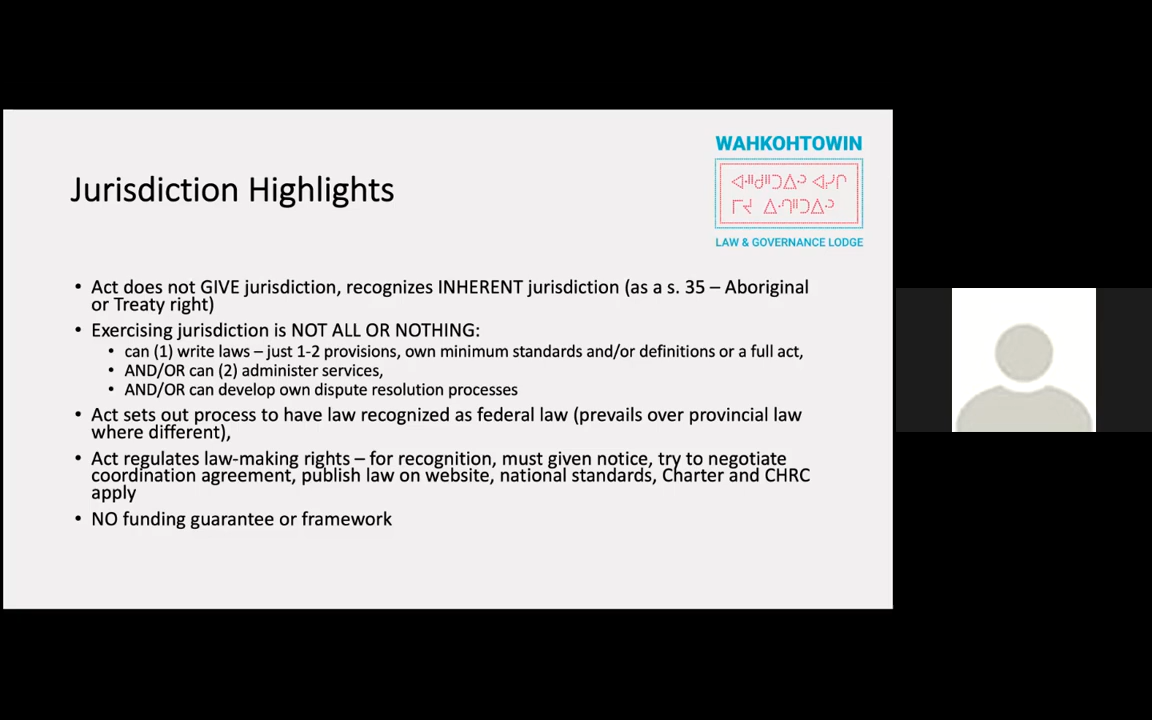 WAHKOHTOWIN
ᐊᐧᐦᑯᐦᑐᐃᐧᐣ ᐊᓯᒋ
ᒥᔪ ᐃᐧᒉᐦᑐᐃᐧᐣ
LAW & GOVERNANCE LODGE
Jurisdiction Highlights
• Act does not GIVE jurisdiction, recognizes INHERENT jurisdiction (as a s. 35 – Aboriginal
or Treaty right)
• Exercising jurisdiction is NOT ALL OR NOTHING:
• can (1) write laws – just 1-2 provisions, own minimum standards and/or definitions or a full act,
• AND/OR can (2) administer services,
• AND/OR can develop own dispute resolution processes
• Act sets out process to have law recognized as federal law (prevails over provincial law
where different),
• Act regulates law-making rights – for recognition, must given notice, try to negotiate
coordination agreement, publish law on website, national standards, Charter and CHRC
apply
• NO funding guarantee or framework